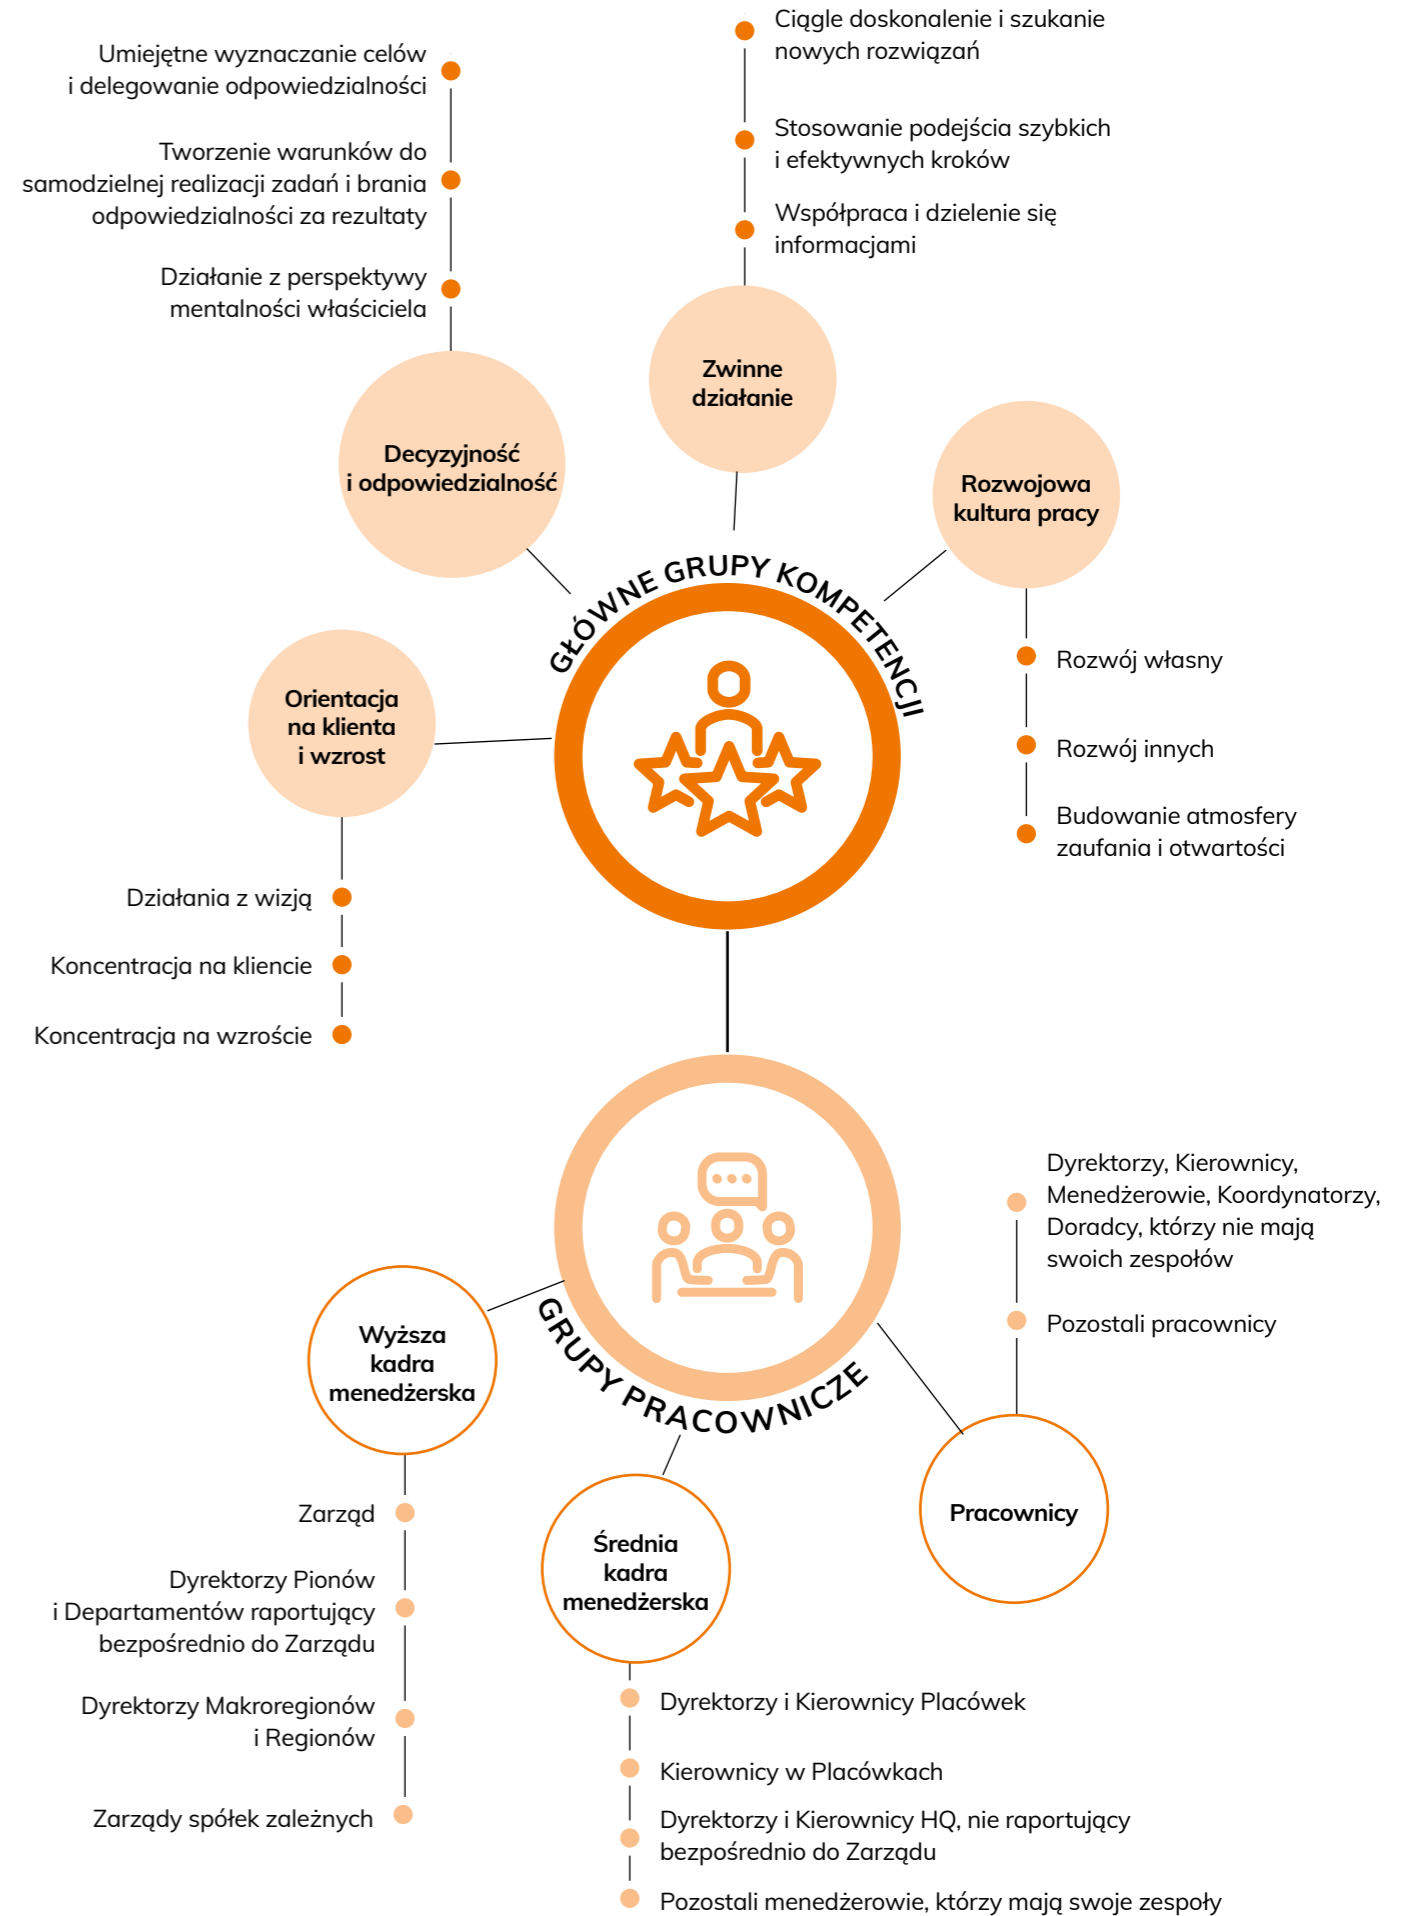 Umiejętne wyznaczanie celów
i delegowanie odpowiedzialności
Tworzenie warunków do
samodzielnej realizacji zadań i brania
odpowiedzialności za rezultaty
Działanie z perspektywy
mentalności właściciela
Decyzyjność
i odpowiedzialność
Ciągle doskonalenie i szukanie
nowych rozwiązań
Stosowanie podejścia szybkich
i efektywnych kroków
Współpraca i dzielenie się
informacjami
Zwinne
działanie
Rozwojowa
kultura pracy
Rozwój własny
Rozwój innych
Budowanie atmosfery
zaufania i otwartości
GŁÓWNE GRUPY KOMPETENCJI
Orientacja
na klienta
i wzrost
Działania z wizją
Koncentracja na kliencie
Koncentracja na wzroście
GRUPY PRACOWNICZE
Wyższa
kadra
menedżerska
Zarząd
Dyrektorzy Pionów
i Departamentów raportujący
bezpośrednio do Zarządu
Dyrektorzy Makroregionów
i Regionów
Zarządy spółek zależnych
Średnia
kadra
menedżerska
Dyrektorzy i Kierownicy Placówek
Kierownicy w Placówkach
Dyrektorzy i Kierownicy HQ, nie raportujący
bezpośrednio do Zarządu
Pozostali menedżerowie, którzy mają swoje zespoły
Dyrektorzy, Kierownicy,
Menedżerowie, Koordynatorzy,
Doradcy, którzy nie mają
swoich zespołów
Pozostali pracownicy
Pracownicy